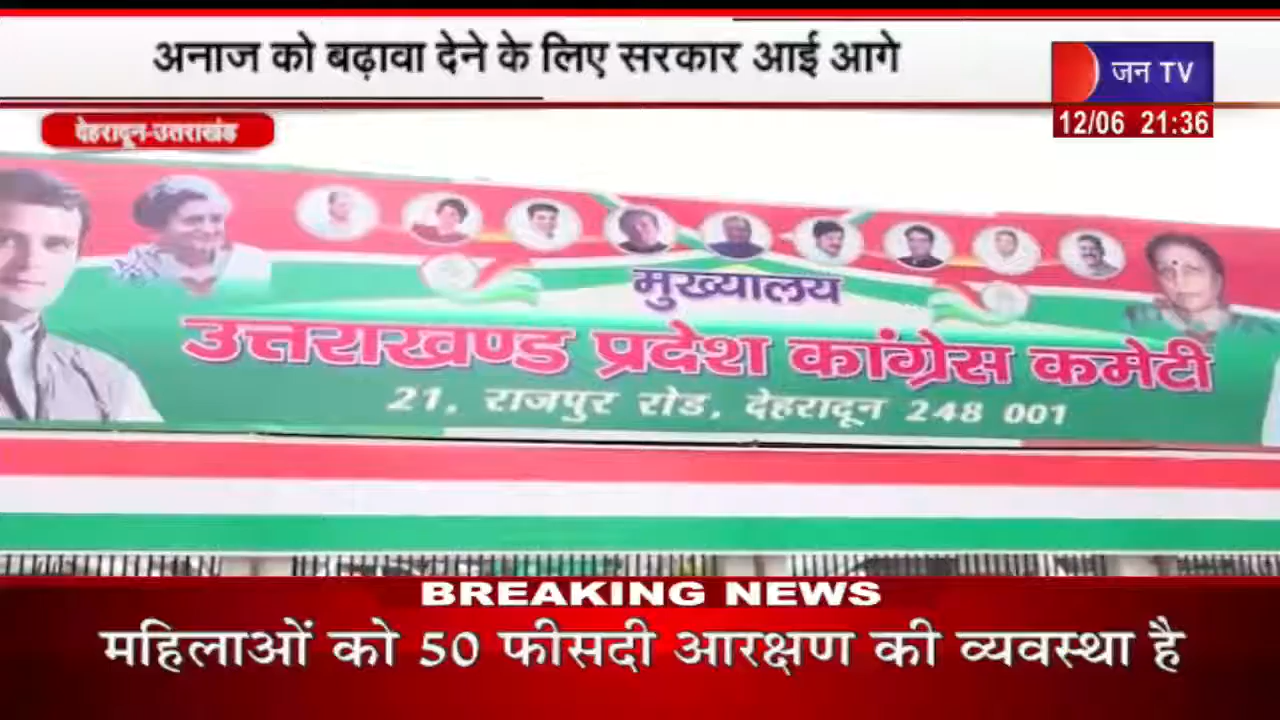 अनाज को बढ़ावा देने के लिए सरकार आई आगे
जन TV
12/06 21:36
देहरादून-उत्तराखंड
मुख्यालय
उत्तराखण्ड प्रदेश कांग्रेस कमेटी
21, राजपुर रोड, देहरादून 248 001
BREAKING NEWS
महिलाओं को 50 फीसदी आरक्षण की व्यवस्था है